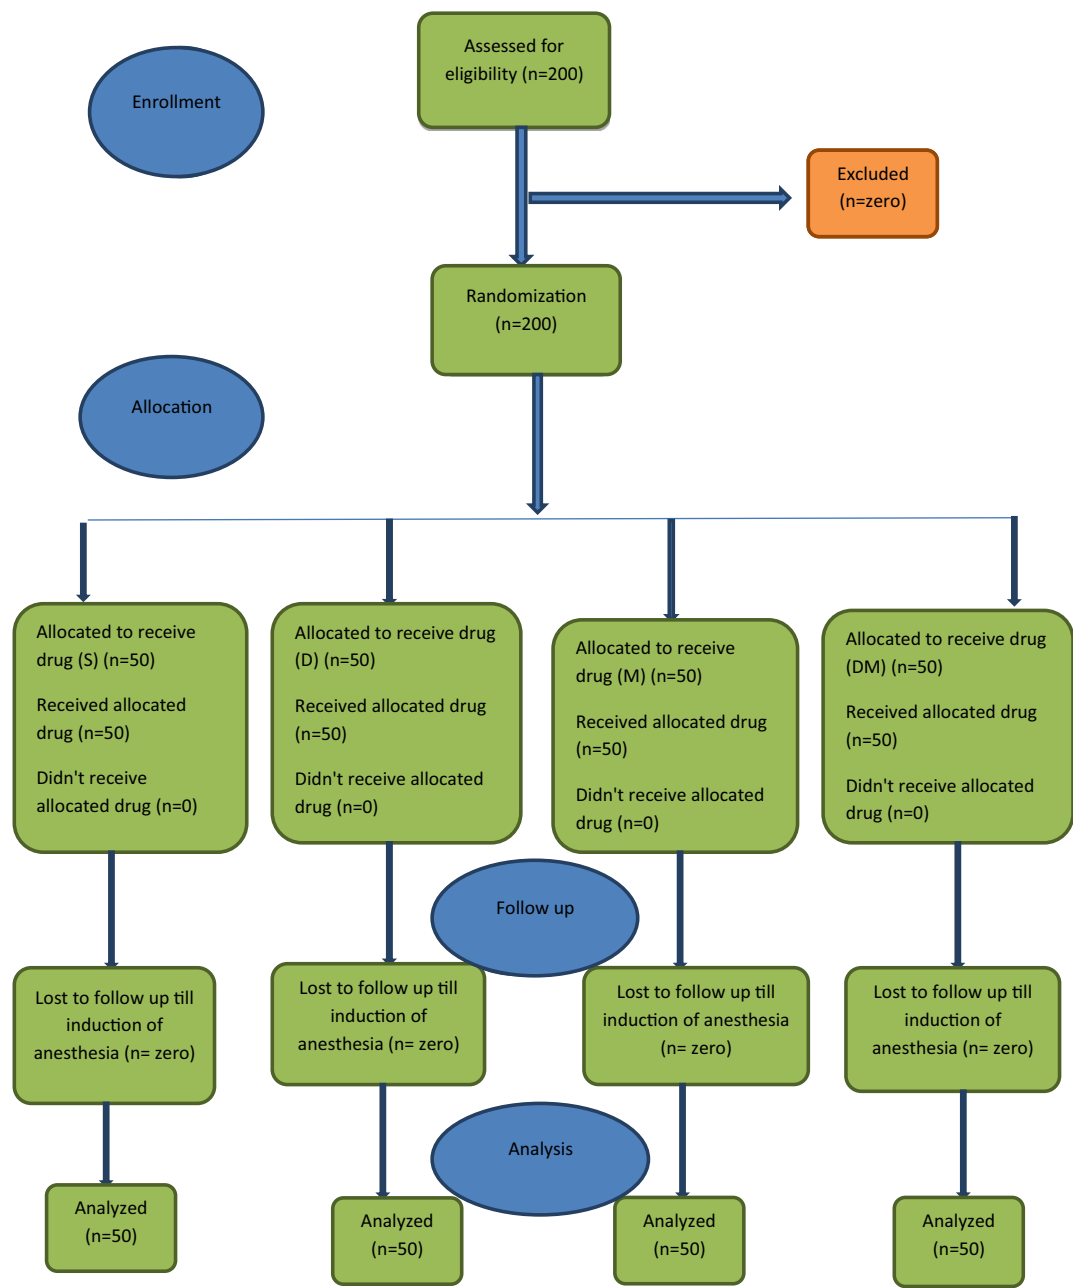 Assessed for
eligibility (n=200)
Enrollment
Excluded
(n=zero)
Randomization
(n=200)
Allocation
Allocated to receive
drug (S) (n=50)
Received allocated
drug (n=50)
Didn't receive
allocated drug (n=0)
Allocated to receive drug
(D) (n=50)
Received allocated drug
(n=50)
Didn't receive allocated
drug (n=0)
Allocated to receive
drug (M) (n=50)
Received allocated drug
(n=50)
Didn't receive allocated
drug (n=0)
Allocated to receive drug
(DM) (n=50)
Received allocated drug
(n=50)
Didn't receive allocated
drug (n=0)
Follow up
Lost to follow up till
induction of
anesthesia (n= zero)
Lost to follow up till
induction of
anesthesia (n= zero)
Lost to follow up till
induction of anesthesia
(n= zero)
Lost to follow up till
induction of
anesthesia (n= zero)
Analysis
Analyzed
(n=50)
Analyzed
(n=50)
Analyzed
(n=50)
Analyzed
(n=50)